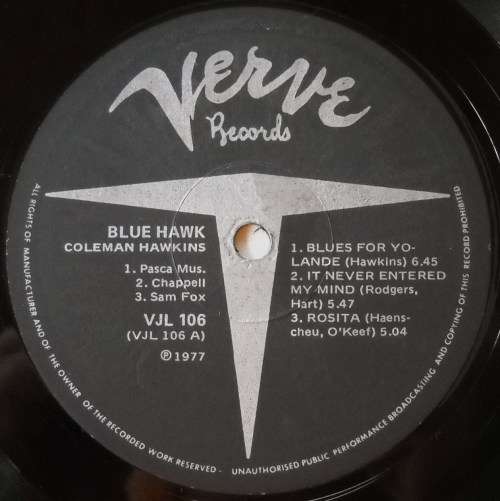 Verve
Records
BLUE HAWK
COLEMAN HAWKINS
1. Pasca Mus.
2. Chappell
3. Sam Fox
VJL 106
(VJL 106 A)
℗ 1977
1. BLUES FOR YO-
LANDE (Hawkins) 6.45
2. IT NEVER ENTERED
MY MIND (Rodgers,
Hart) 5.47
3. ROSITA (Haens-
cheu, O'Keef) 5.04
ALL RIGHTS OF MANUFACTURER AND OF THE OWNER OF THE RECORDED WORK RESERVED - UNAUTHORISED PUBLIC PERFORMANCE BROADCASTING AND COPYING OF THIS RECORD PROHIBITED